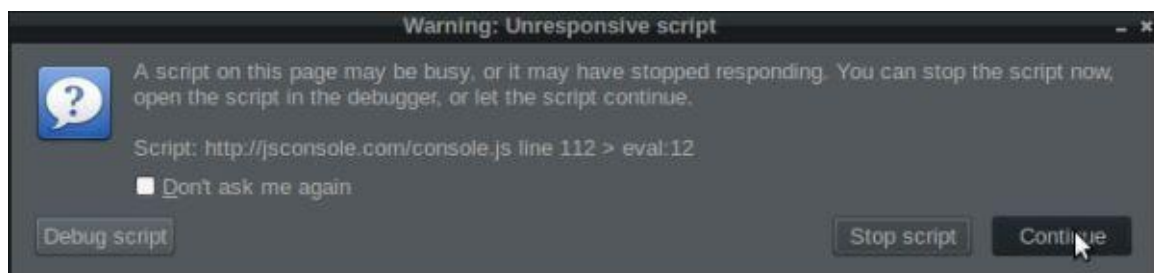 Warning: Unresponsive script
A script on this page may be busy, or it may have stopped responding. You can stop the script now,
open the script in the debugger, or let the script continue.
Script: http://jsconsole.com/console.js line 112 > eval:12
Don't ask me again
Debug script
Stop script
Continue